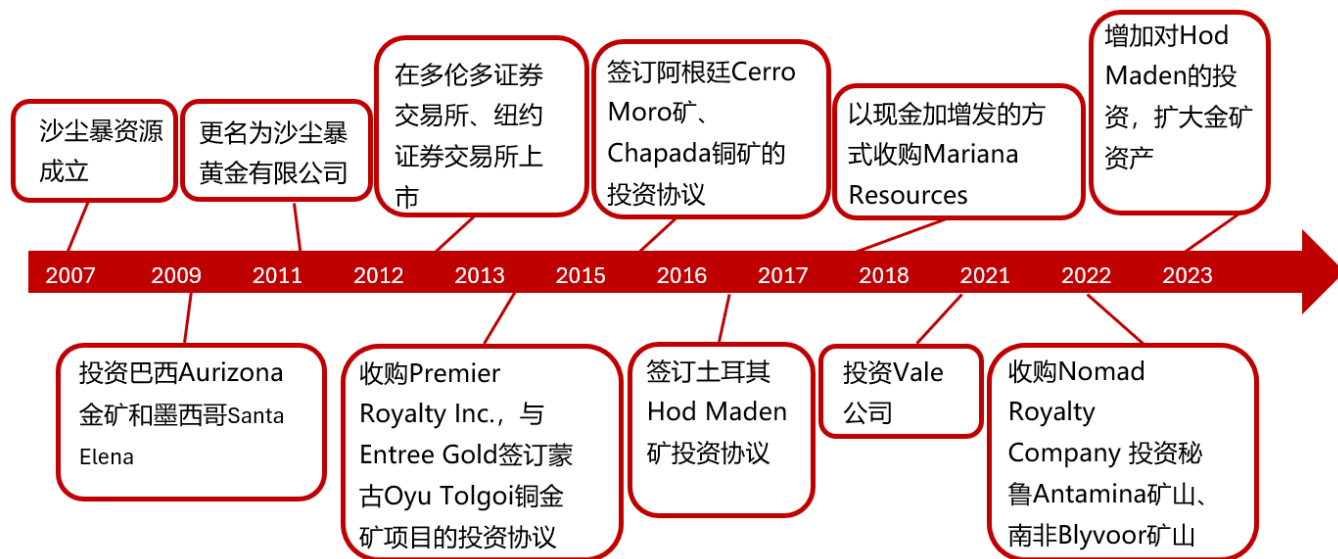 沙尘暴资源
成立
更名为沙尘暴
黄金有限公司
在多伦多证券
交易所、纽约
证券交易所上
市
签订阿根廷Cerro
Moro矿、
Chapada铜矿的
投资协议
以现金加增发的方
式收购Mariana
Resources
增加对Hod
Maden的投
资，扩大金矿
资产
2007 2009 2011 2012 2013 2015 2016 2017 2018 2021 2022 2023
投资巴西Aurizona
金矿和墨西哥Santa
Elena
收购Premier
Royalty Inc.，与
Entree Gold签订蒙
古Oyu Tolgoi铜金
矿项目的投资协议
签订土耳其
Hod Maden
矿投资协议
投资Vale
公司
收购Nomad
Royalty
Company 投资秘
鲁Antamina矿山、
南非Blyvoor矿山